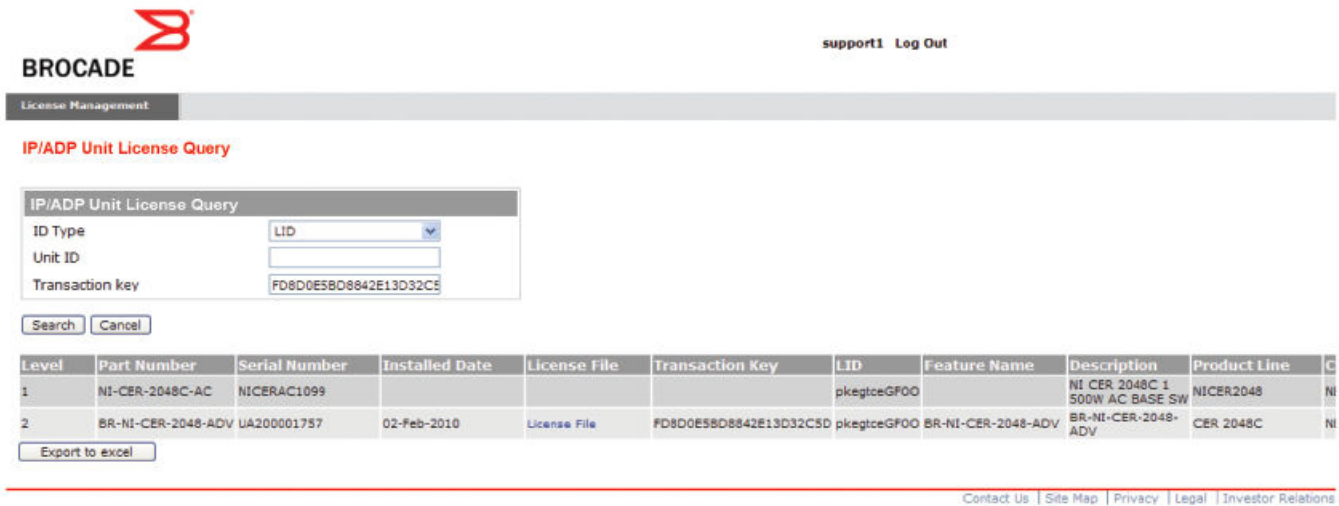 BROCADE
support1 Log Out
License Management
IP/ADP Unit License Query
IP/ADP Unit License Query
ID Type LID
Unit ID
Transaction key FD8D0E5BD8842E13D32C5
Search Cancel
Level Part Number Serial Number Installed Date License File Transaction Key LID Feature Name Description Product Line
1 NI-CER-2048C-AC NICERAC1099 pkegtceGFOO NI CER 2048C 1 500W AC BASE SW NICER2048
2 BR-NI-CER-2048-ADV UA200001757 02-Feb-2010 License File FD8D0E5BD8842E13D32C5D pkegtceGFOO BR-NI-CER-2048-ADV BR-NI-CER-2048-ADV CER 2048C
Export to excel
Contact Us | Site Map | Privacy | Legal | Investor Relations